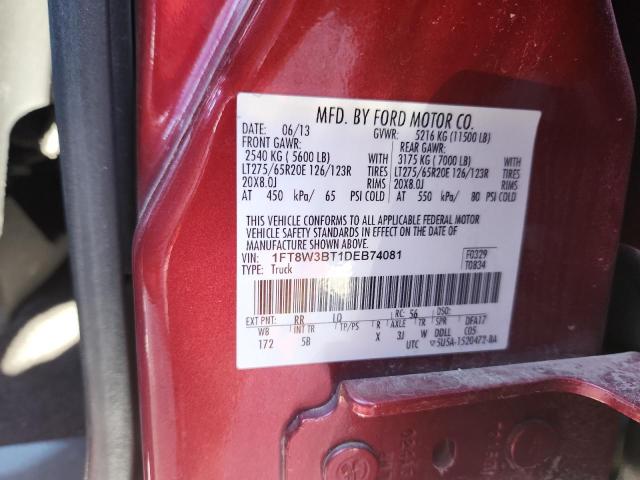 MFD. BY FORD MOTOR CO.
DATE: 06/13 GVWR: 5216 KG (11500 LB)
FRONT GAWR: REAR GAWR:
2540 KG ( 5600 LB) WITH 3175 KG ( 7000 LB) WITH
LT275/65R20E 126/123R TIRES LT275/65R20E 126/123R TIRES
20X8.0J RIMS 20X8.0J RIMS
AT 450 kPa/ 65 PSI COLD AT 550 kPa/ 80 PSI COLD
THIS VEHICLE CONFORMS TO ALL APPLICABLE FEDERAL MOTOR
VEHICLE SAFETY STANDARDS IN EFFECT ON THE DATE OF
MANUFACTURE SHOWN ABOVE.
VIN: 1FT8W3BT1DEB74081 F0329
TYPE: Truck T0834
EXT PNT: RR LQ RC: 56 DSO:
WB INT TR TP/PS R AXLE TR SPR DFA17
172 5B X 3J W DDLL C05
UTC 5U5A-1520472-BA